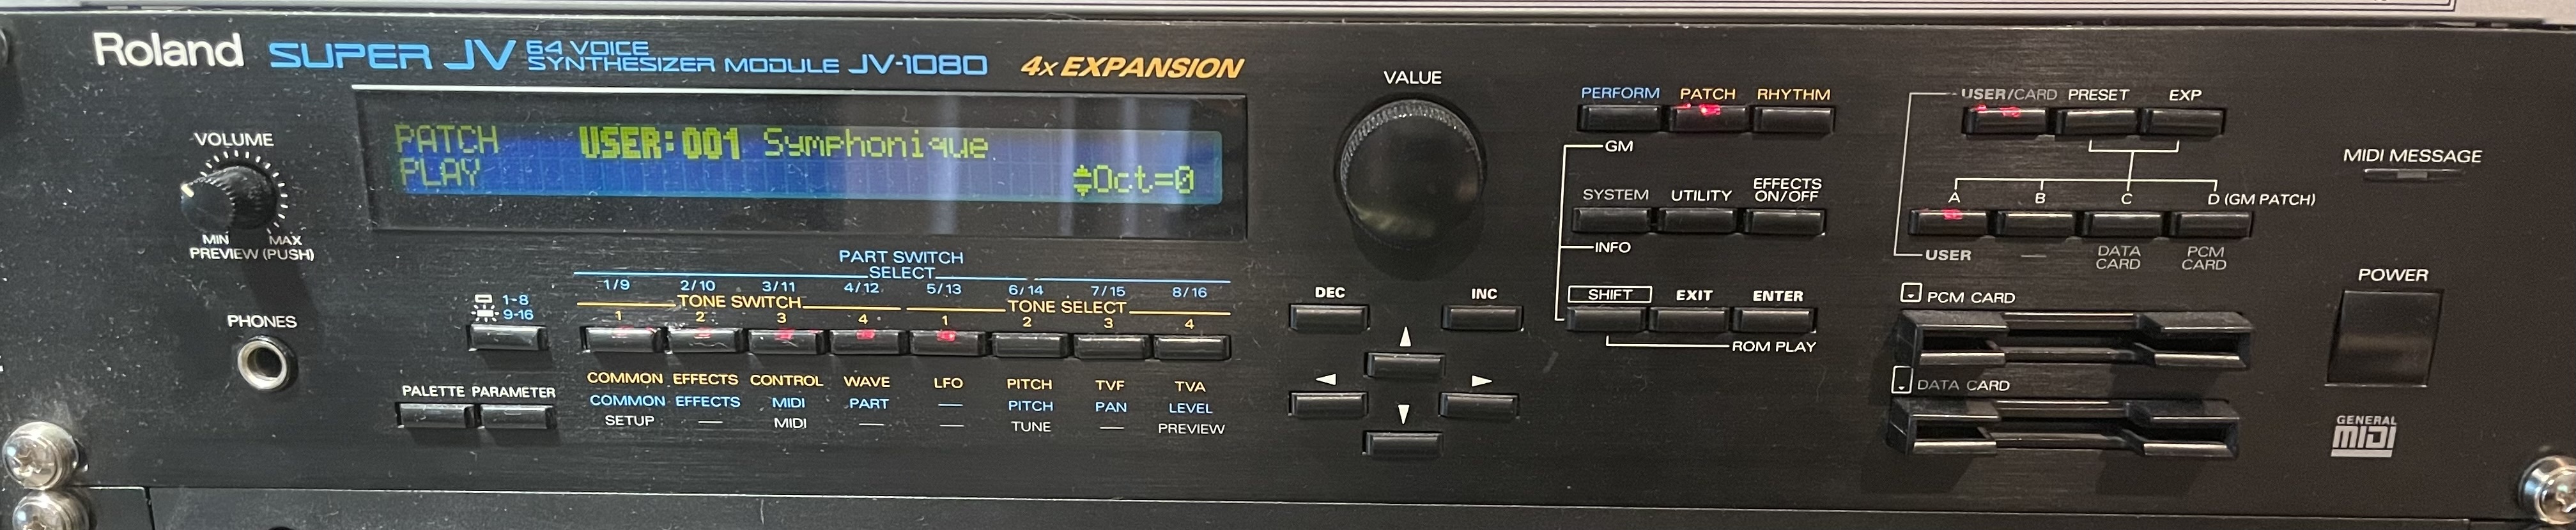 Roland SUPER JV 64 VOICE
SYNTHESIZER MODULE JV-1080 4x EXPANSION
PATCH USER:001 Symphonique
PLAY Oct=0
VOLUME
MIN MAX
PREVIEW (PUSH)
PHONES
PALETTE PARAMETER
1-8
9-16
PART SWITCH
SELECT
1/9 2/10 3/11 4/12 5/13 6/14 7/15 8/16
TONE SWITCH TONE SELECT
1 2 3 4 1 2 3 4
COMMON EFFECTS CONTROL WAVE LFO PITCH TVF TVA
COMMON EFFECTS MIDI PART — PITCH PAN LEVEL
SETUP — MIDI — — TUNE — PREVIEW
VALUE
DEC INC
PERFORM PATCH RHYTHM
GM
SYSTEM UTILITY EFFECTS
ON/OFF
INFO
SHIFT EXIT ENTER
ROM PLAY
USER/CARD PRESET EXP
A B C D (GM PATCH)
USER — DATA
CARD PCM
CARD
PCM CARD
DATA CARD
MIDI MESSAGE
POWER
GENERAL
MIDI